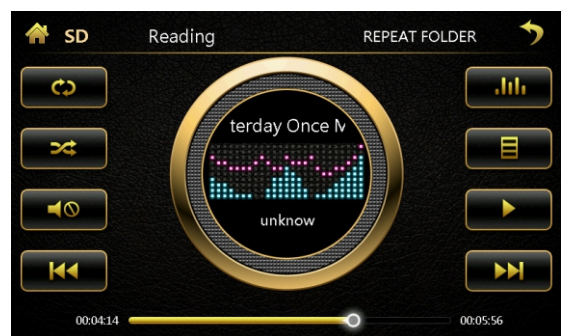 SD Reading REPEAT FOLDER
terday Once M
unknow
00:04:14 00:05:56